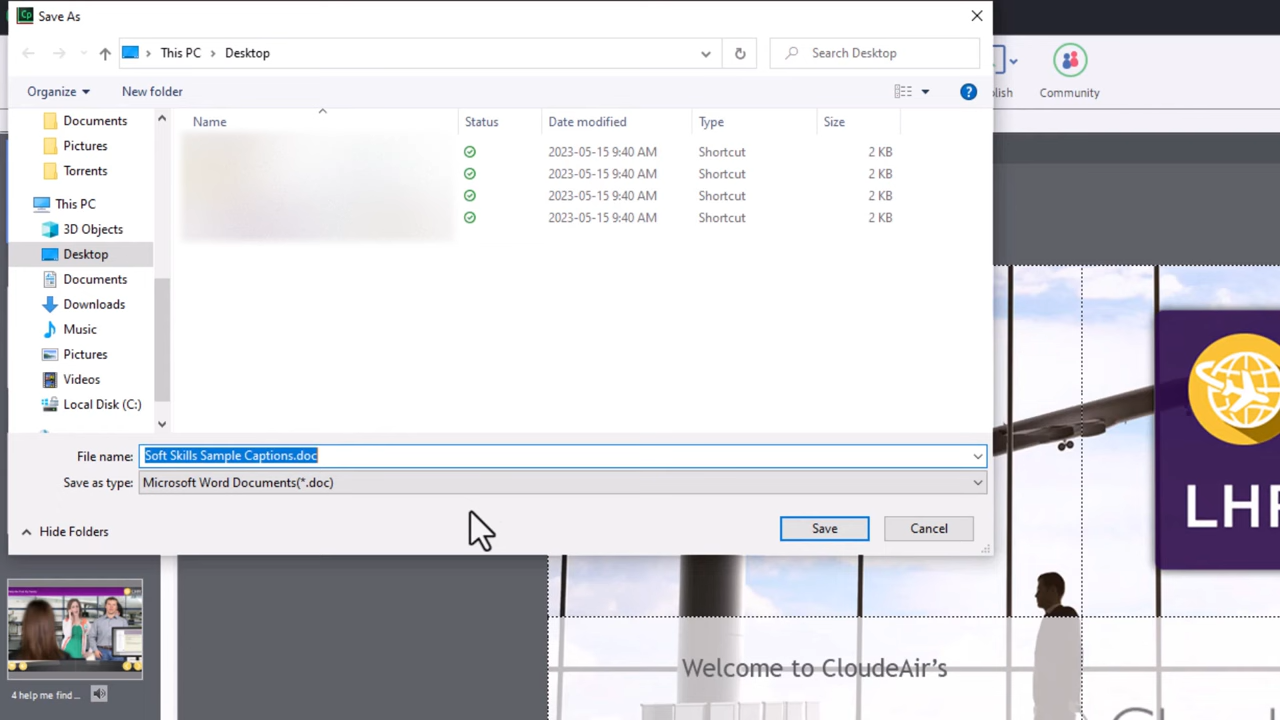 Cp Save As
This PC > Desktop
Search Desktop
lish
Community
Organize
New folder
?
Name
Status
Date modified
Type
Size
Documents
Pictures
Torrents
This PC
3D Objects
Desktop
Documents
Downloads
Music
Pictures
Videos
Local Disk (C:)
2023-05-15 9:40 AM Shortcut 2 KB
2023-05-15 9:40 AM Shortcut 2 KB
2023-05-15 9:40 AM Shortcut 2 KB
2023-05-15 9:40 AM Shortcut 2 KB
File name: Soft Skills Sample Captions.doc
Save as type: Microsoft Word Documents(*.doc)
Hide Folders
Save
Cancel
LHR
4 help me find ...
Welcome to CloudeAir's